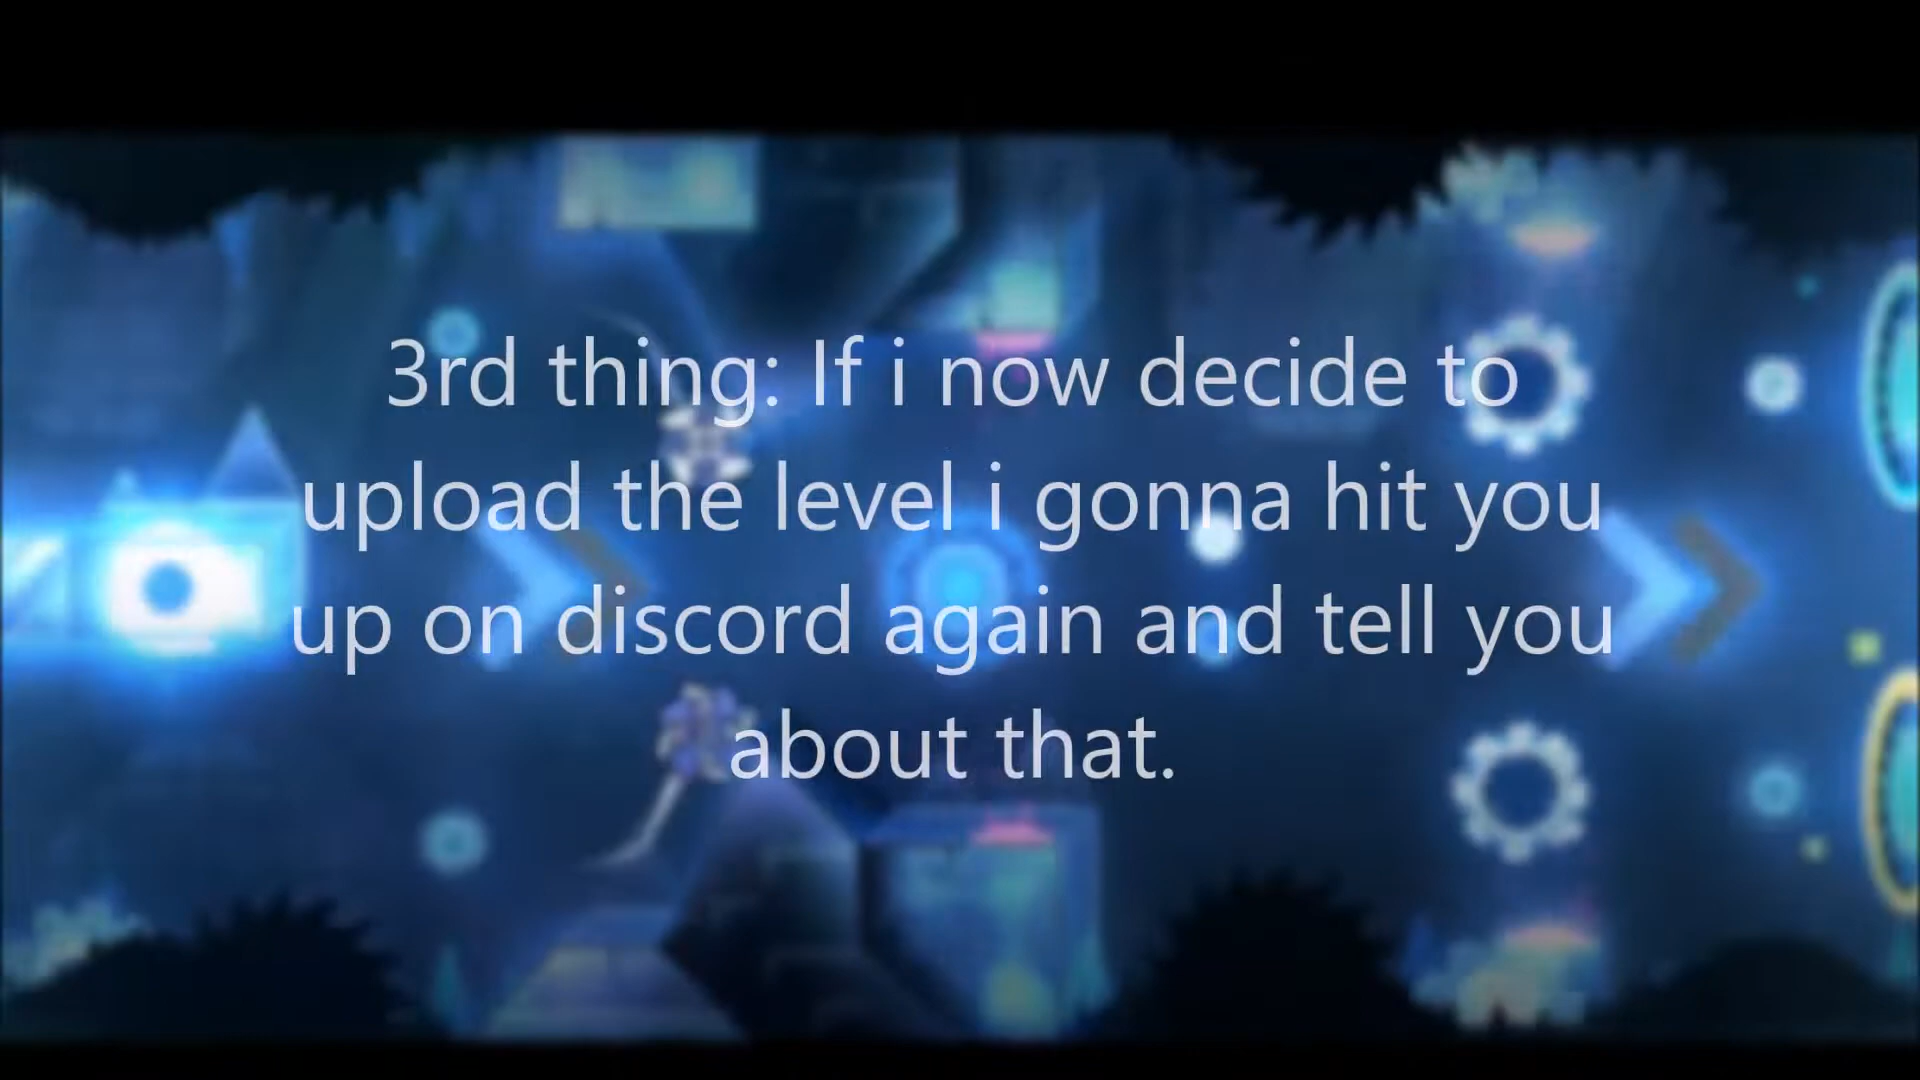 3rd thing: If i now decide to
upload the level i gonna hit you
up on discord again and tell you
about that.